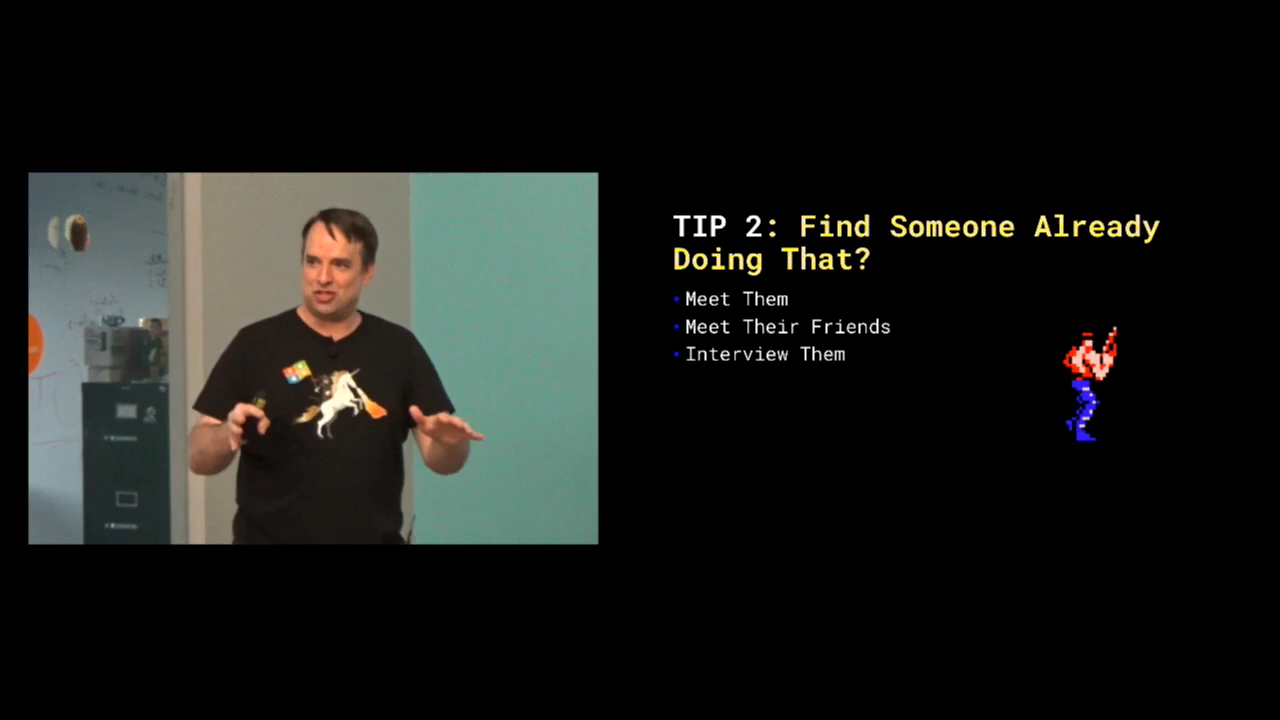 TIP 2: Find Someone Already
Doing That?
• Meet Them
• Meet Their Friends
• Interview Them